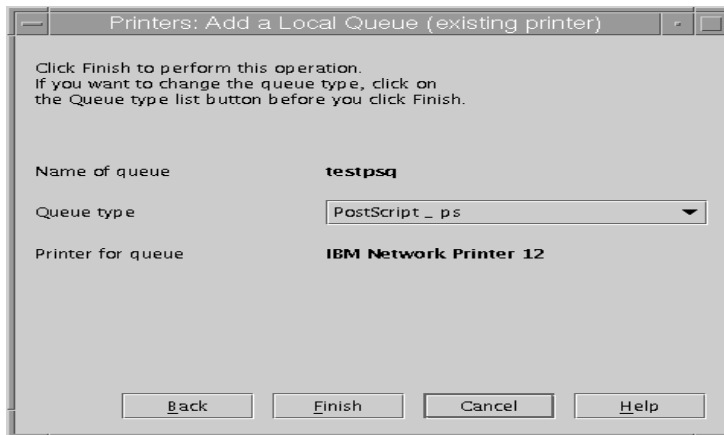 Printers: Add a Local Queue (existing printer)
Click Finish to perform this operation.
If you want to change the queue type, click on
the Queue type list button before you click Finish.
Name of queue testpsq
Queue type PostScript _ ps
Printer for queue IBM Network Printer 12
Back Finish Cancel Help